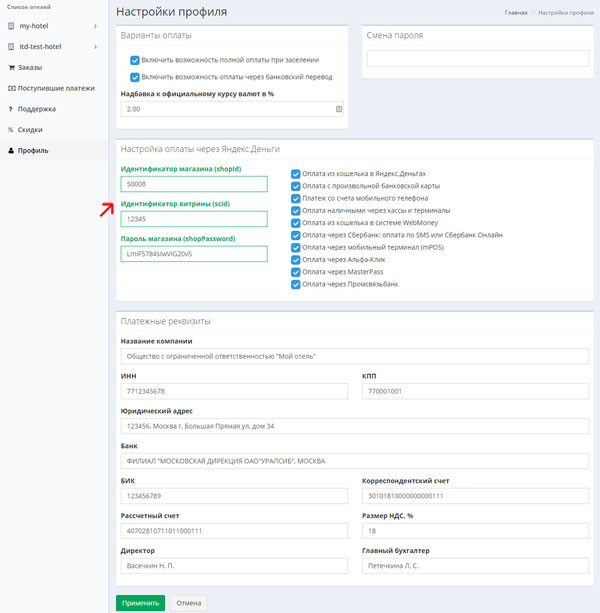 Список отелей
my-hotel
itd-test-hotel
Заказы
Поступившие платежи
Поддержка
Скидки
Профиль
Настройки профиля
Главная - Настройки профиля
Варианты оплаты
Включить возможность полной оплаты при заселении
Включить возможность оплаты через банковский перевод
Надбавка к официальному курсу валют в %
2.00
Смена пароля
Настройка оплаты через Яндекс.Деньги
Идентификатор магазина (shopId)
50008
Идентификатор витрины (scid)
12345
Пароль магазина (shopPassword)
Оплата из кошелька в Яндекс.Деньгах
Оплата с произвольной банковской карты
Платеж со счета мобильного телефона
Оплата наличными через кассы и терминалы
Оплата из кошелька в системе WebMoney
Оплата через Сбербанк: оплата по SMS или Сбербанк Онлайн
Оплата через мобильный терминал (mPOS)
Оплата через Альфа-Клик
Оплата через MasterPass
Оплата через Промсвязьбанк
Платежные реквизиты
Название компании
Общество с ограниченной ответственностью "Мой отель"
ИНН
7712345678
КПП
770001001
Юридический адрес
123456, Москва г, Большая Прямая ул, дом 34
Банк
ФИЛИАЛ "МОСКОВСКАЯ ДИРЕКЦИЯ ОАО"УРАЛСИБ", МОСКВА
БИК
123456789
Корреспондентский счет
30101810000000000111
Рассчетный счет
40702810711011000111
Размер НДС, %
18
Директор
Васечкин Н. П.
Главный бухгалтер
Петечкина Л. С.
Применить
Отмена